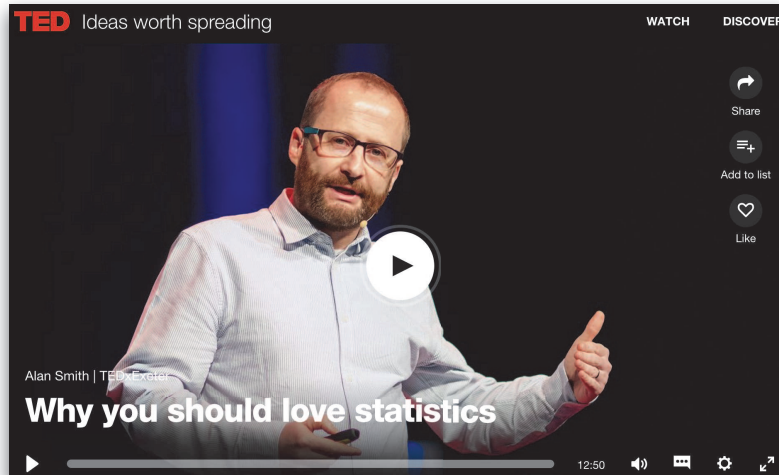 TED Ideas worth spreading WATCH DISCOVER
Share
Add to list
Like
Alan Smith | TEDxExeter
Why you should love statistics
12:50